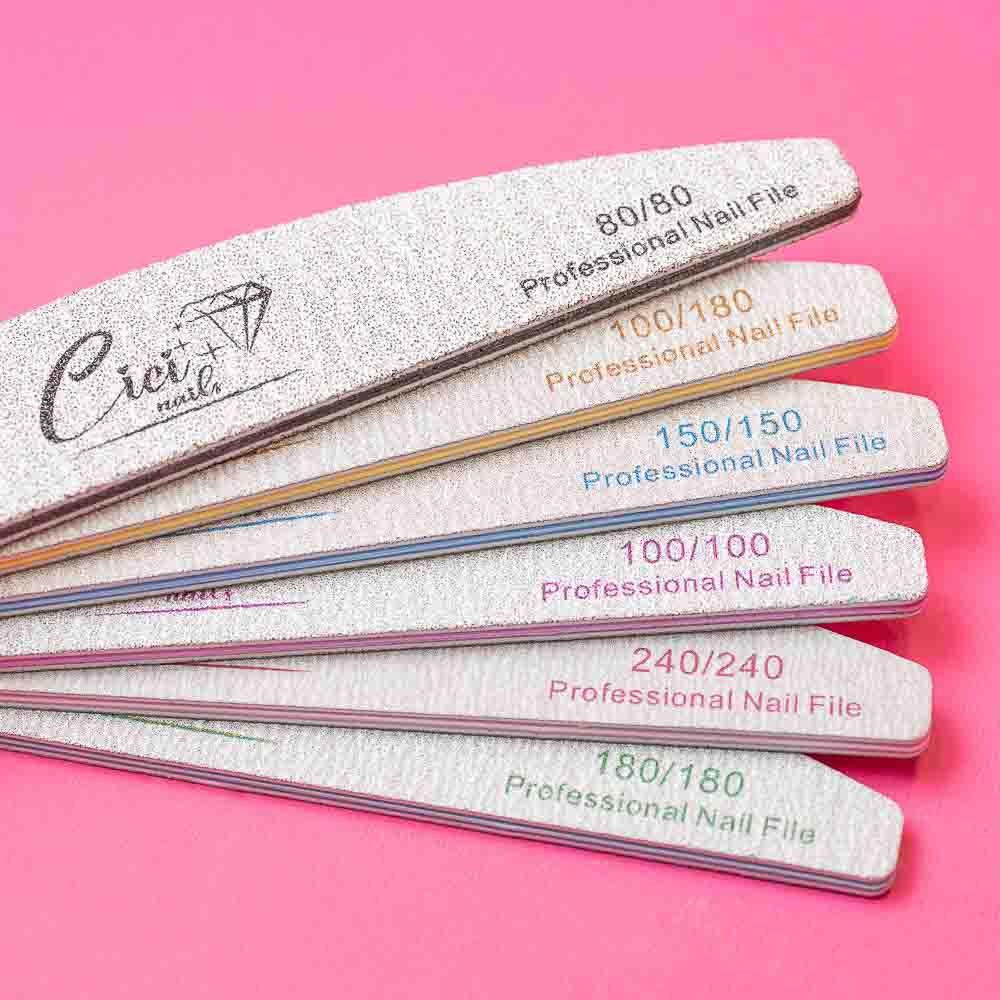 80/80
Professional Nail File
Cici
nails
100/180
Professional Nail File
150/150
Professional Nail File
100/100
Professional Nail File
nails
240/240
Professional Nail File
180/180
Professional Nail File